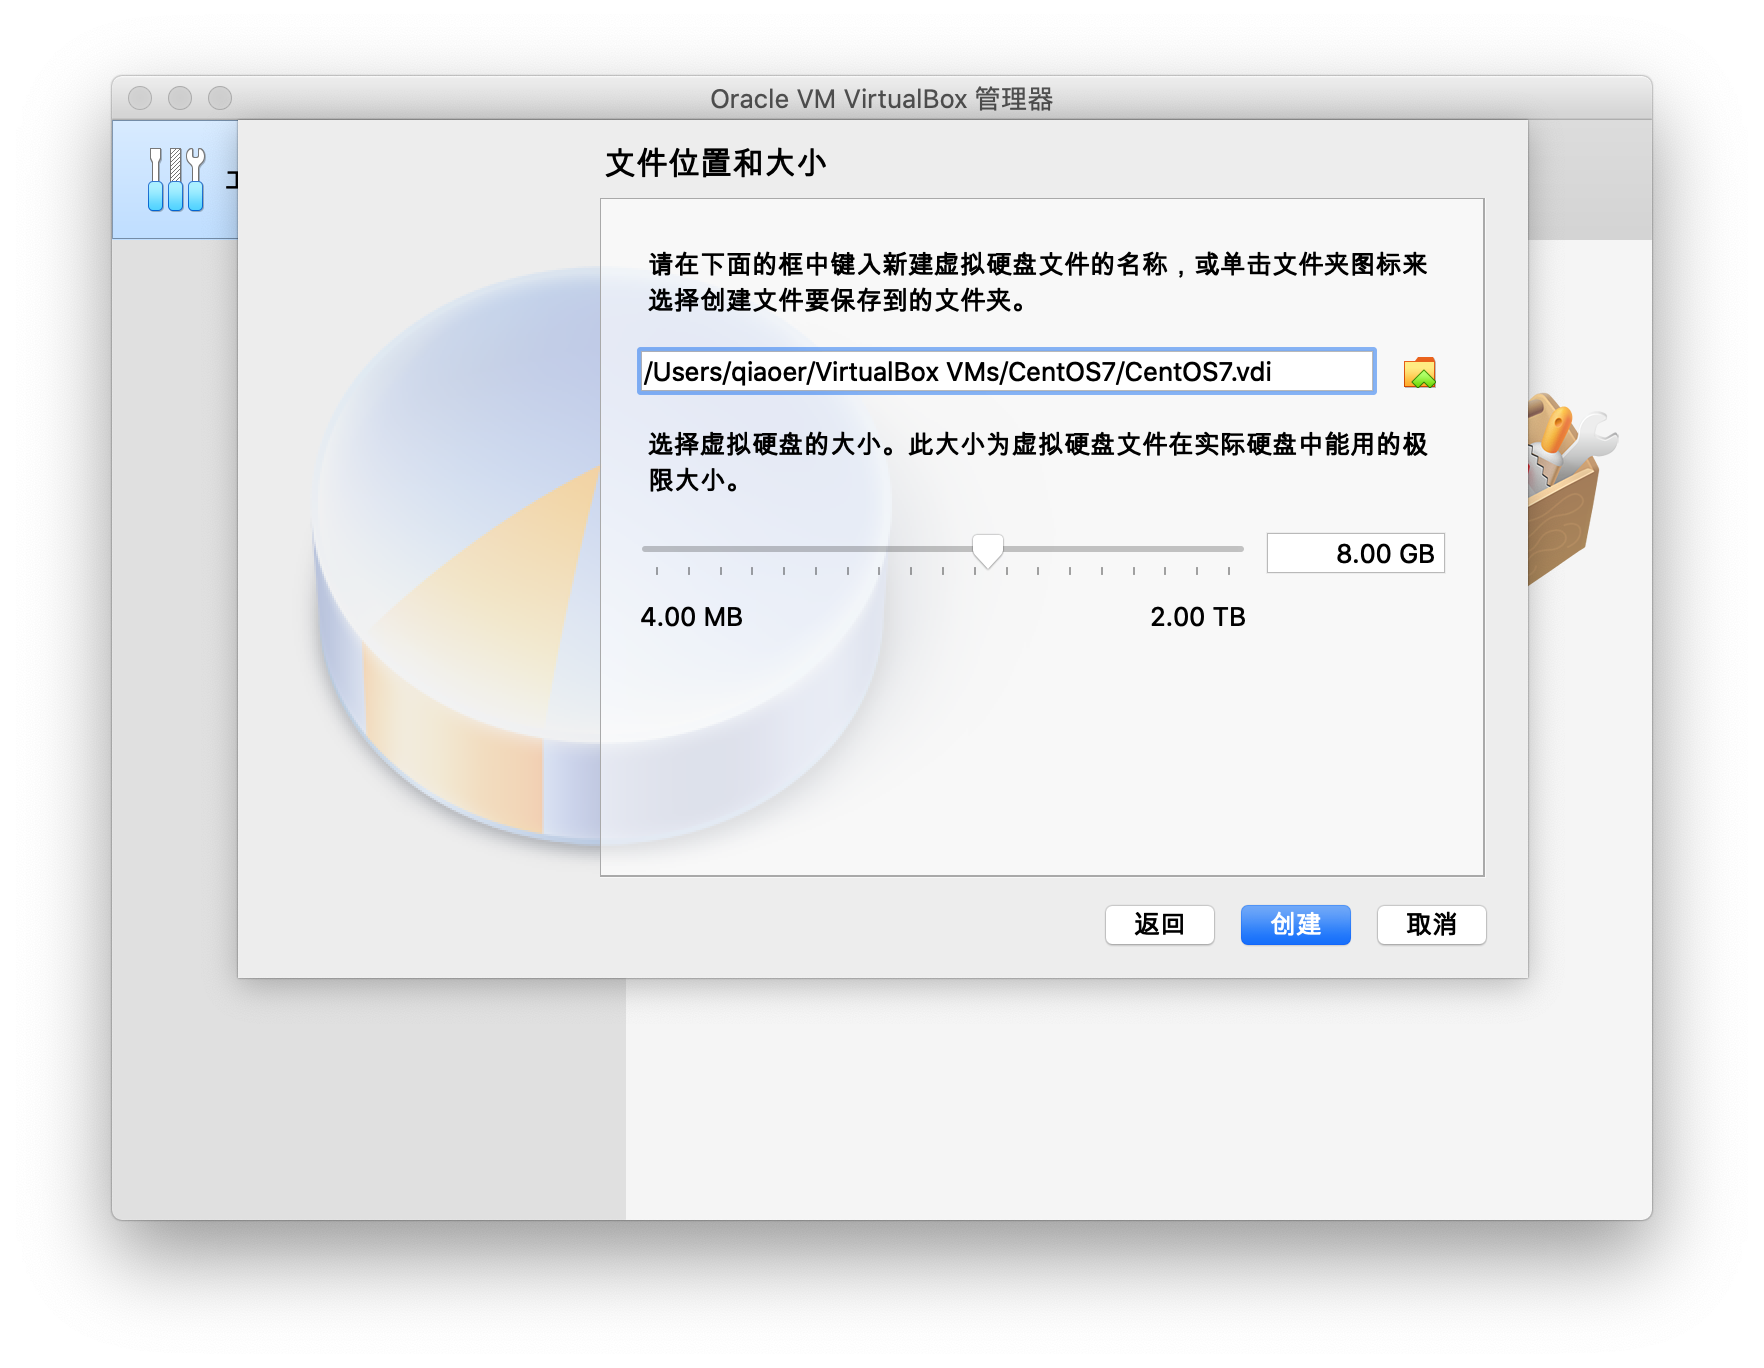 Oracle VM VirtualBox 管理器
文件位置和大小
请在下面的框中键入新建虚拟硬盘文件的名称，或单击文件夹图标来
选择创建文件要保存到的文件夹。
/Users/qiaoer/VirtualBox VMs/CentOS7/CentOS7.vdi
选择虚拟硬盘的大小。此大小为虚拟硬盘文件在实际硬盘中能用的极
限大小。
8.00 GB
4.00 MB 2.00 TB
返回 创建 取消